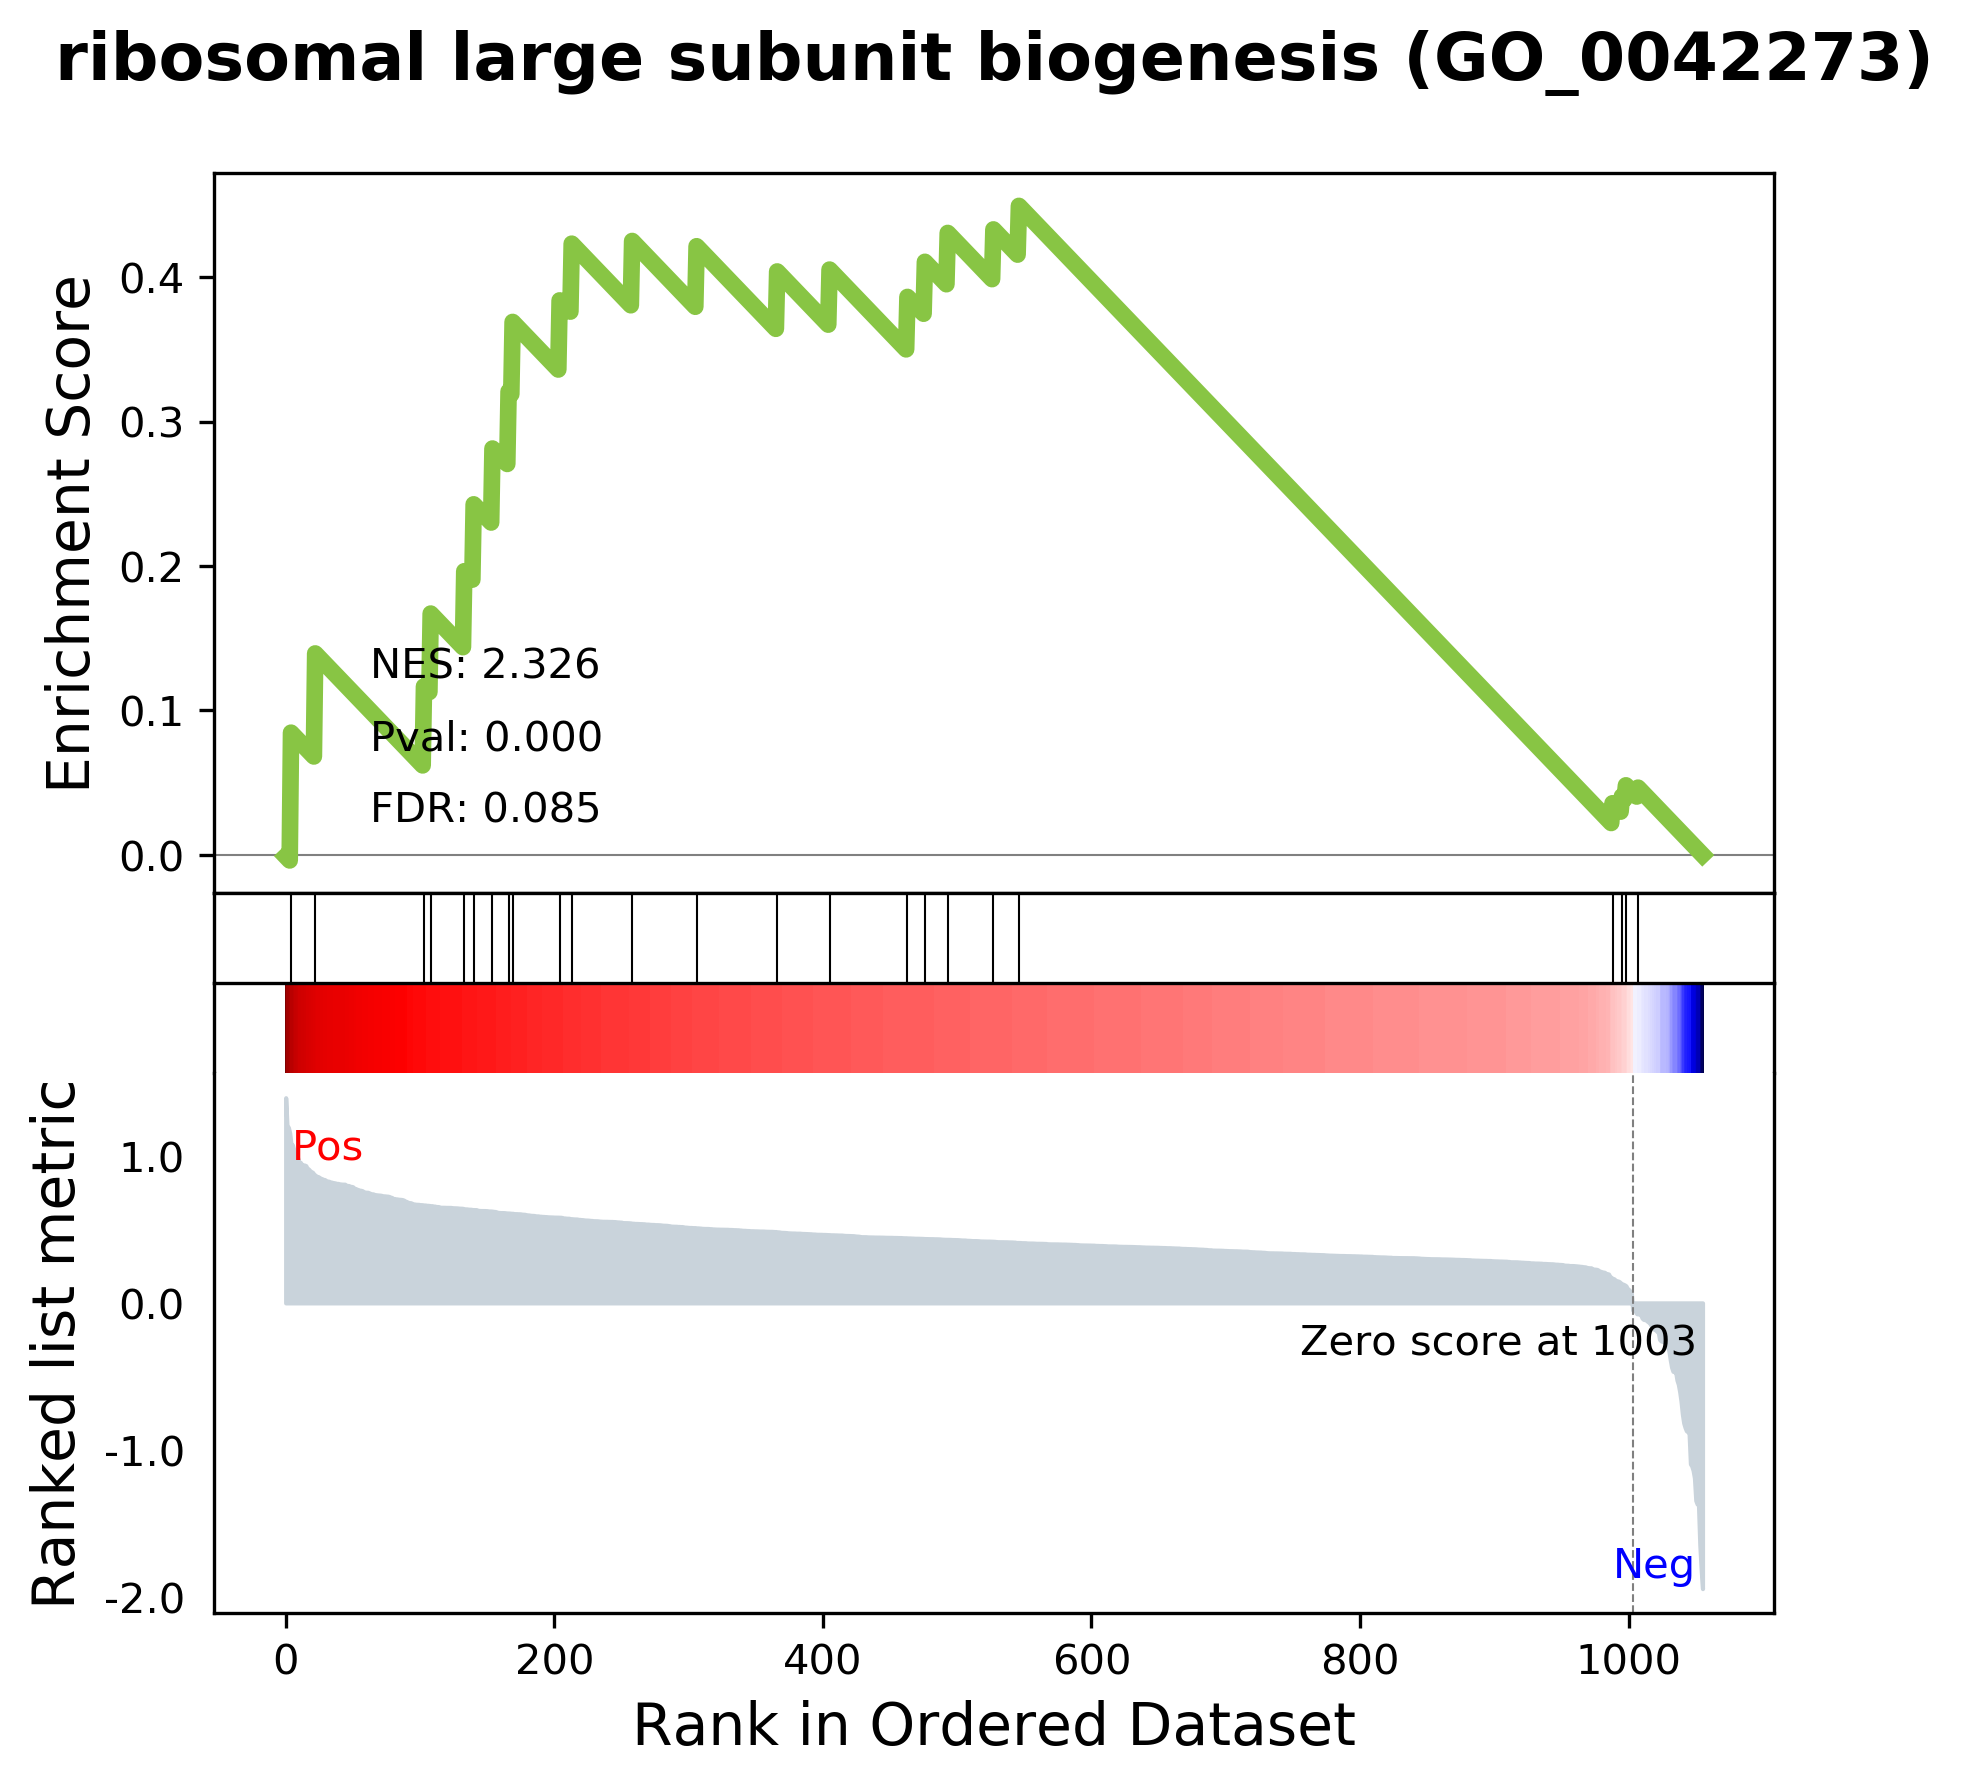 ribosomal large subunit biogenesis (GO_0042273)
Enrichment Score
0.4
0.3
0.2
0.1
0.0
NES: 2.326
Pval: 0.000
FDR: 0.085
Ranked list metric
1.0
0.0
-1.0
-2.0
Pos
Zero score at 1003
Neg
0 200 400 600 800 1000
Rank in Ordered Dataset